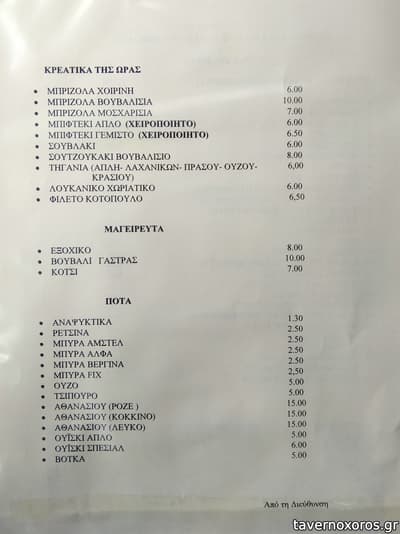 ΚΡΕΑΤΙΚΑ ΤΗΣ ΩΡΑΣ
• ΜΠΡΙΖΟΛΑ ΧΟΙΡΙΝΗ 6.00
• ΜΠΡΙΖΟΛΑ ΒΟΥΒΑΛΙΣΙΑ 10.00
• ΜΠΡΙΖΟΛΑ ΜΟΣΧΑΡΙΣΙΑ 7.00
• ΜΠΙΦΤΕΚΙ ΑΠΛΟ (ΧΕΙΡΟΠΟΙΗΤΟ) 6.00
• ΜΠΙΦΤΕΚΙ ΓΕΜΙΣΤΟ (ΧΕΙΡΟΠΟΙΗΤΟ) 6.50
• ΣΟΥΒΛΑΚΙ 6.00
• ΣΟΥΤΖΟΥΚΑΚΙ ΒΟΥΒΑΛΙΣΙΟ 8.00
• ΤΗΓΑΝΙΑ (ΑΠΛΗ- ΛΑΧΑΝΙΚΩΝ- ΠΡΑΣΟΥ- ΟΥΖΟΥ- 6,00
ΚΡΑΣΙΟΥ)
• ΛΟΥΚΑΝΙΚΟ ΧΩΡΙΑΤΙΚΟ 6.00
• ΦΙΛΕΤΟ ΚΟΤΟΠΟΥΛΟ 6,50
ΜΑΓΕΙΡΕΥΤΑ
• ΕΞΟΧΙΚΟ 8.00
• ΒΟΥΒΑΛΙ ΓΑΣΤΡΑΣ 10.00
• ΚΟΤΣΙ 7.00
ΠΟΤΑ
• ΑΝΑΨΥΚΤΙΚΑ 1.30
• ΡΕΤΣΙΝΑ 2.50
• ΜΠΥΡΑ ΑΜΣΤΕΛ 2.50
• ΜΠΥΡΑ ΑΛΦΑ 2.50
• ΜΠΥΡΑ ΒΕΡΓΙΝΑ 2.50
• ΜΠΥΡΑ FIX 2,50
• ΟΥΖΟ 5.00
• ΤΣΙΠΟΥΡΟ 5.00
• ΑΘΑΝΑΣΙΟΥ (ΡΟΖΕ ) 15.00
• ΑΘΑΝΑΣΙΟΥ (ΚΟΚΚΙΝΟ) 15.00
• ΑΘΑΝΑΣΙΟΥ (ΛΕΥΚΟ) 15.00
• ΟΥΪΣΚΙ ΑΠΛΟ 5.00
• ΟΥΪΣΚΙ ΣΠΕΣΙΑΛ 6.00
• ΒΟΤΚΑ 5.00
Από τη Διεύθυνση
tavernoxoros.gr